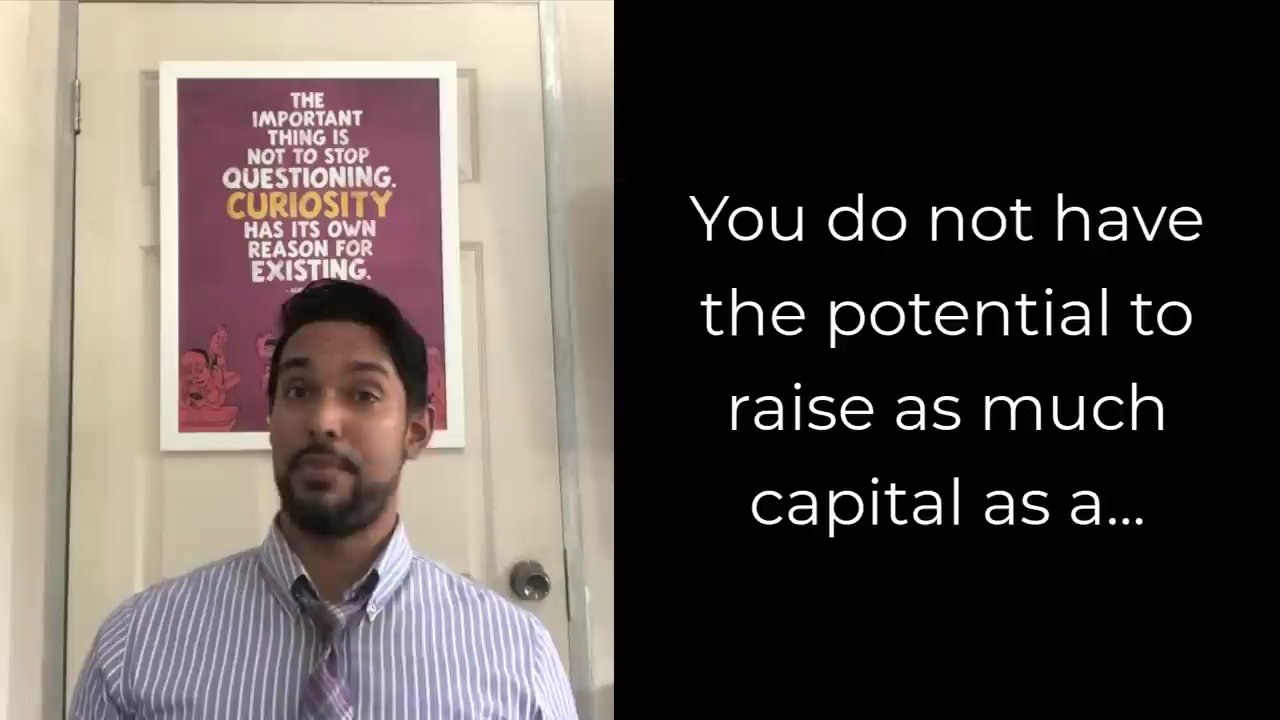 THE
IMPORTANT
THING IS
NOT TO STOP
QUESTIONING.
CURIOSITY
HAS ITS OWN
REASON FOR
EXISTING.
You do not have
the potential to
raise as much
capital as a...